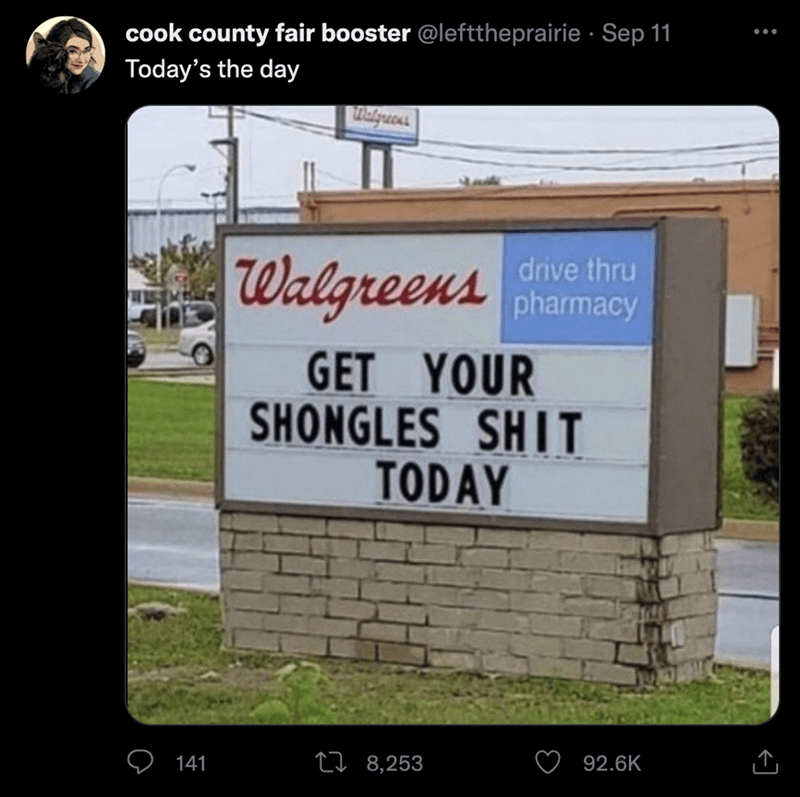 cook county fair booster @lefttheprairie · Sep 11
Today's the day
Walgreens
Walgreens
drive thru
pharmacy
GET YOUR
SHONGLES SHIT
TODAY
141
8,253
92.6K